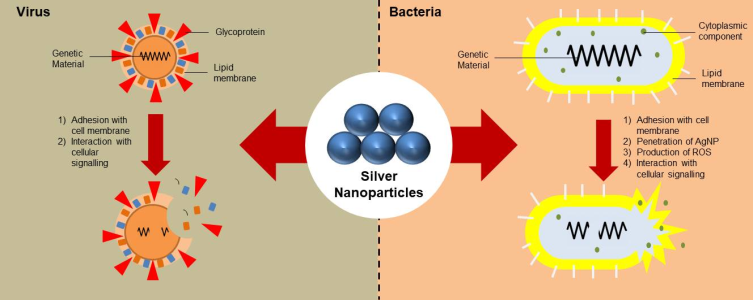 Virus
Glycoprotein
Genetic
Material
Lipid
membrane
1) Adhesion with
cell membrane
2) Interaction with
cellular
signalling
Silver
Nanoparticles
Bacteria
Cytoplasmic
component
Genetic
Material
Lipid
membrane
1) Adhesion with cell
membrane
2) Penetration of AgNP
3) Production of ROS
4) Interaction with
cellular signalling